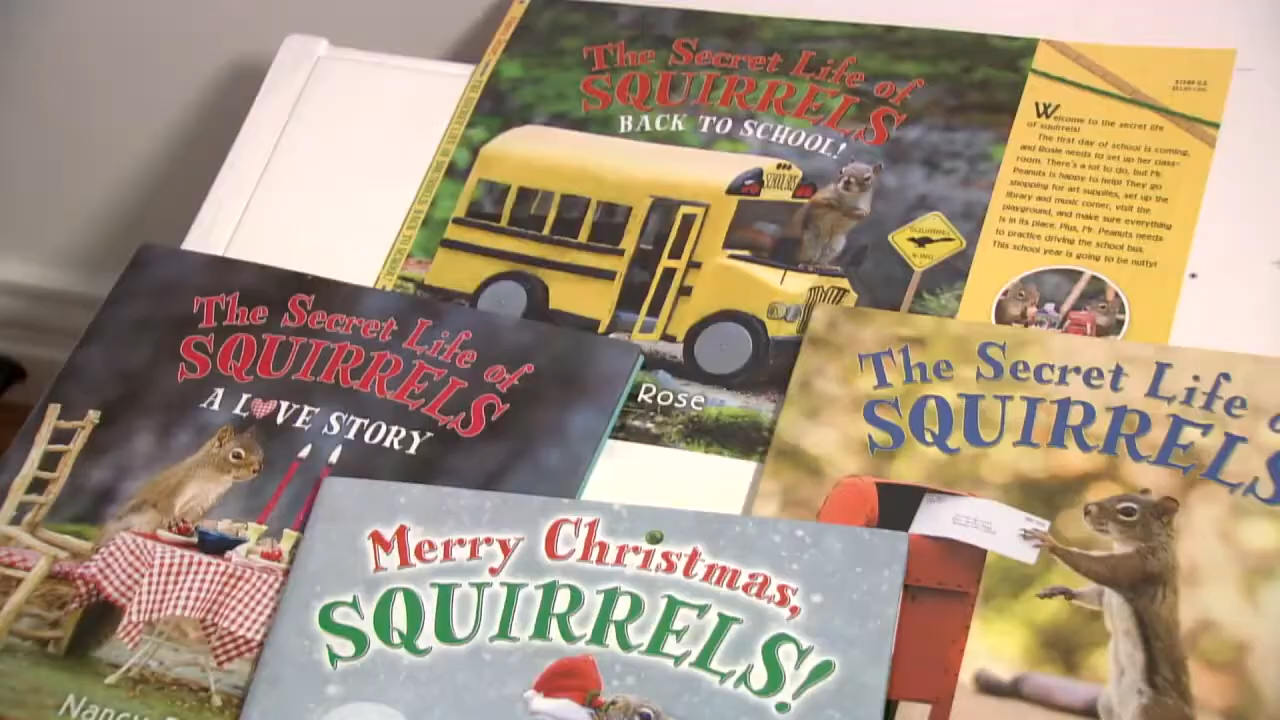 The Secret Life of
SQUIRRELS
BACK TO SCHOOL!
SQUIRREL
Rose
Welcome to the secret life
of squirrels!
The first day of school is coming,
and Rosie needs to set up her class-
room. There's a lot to do, but Mr.
Peanuts is happy to help! They go
shopping for art supplies, set up the
library and music corner, visit the
playground, and make sure everything
is in its place. Plus, Mr. Peanuts needs
to practice driving the school bus.
This school year is going to be nutty!
The Secret Life of
SQUIRRELS
A LOVE STORY
Nancy
The Secret Life
SQUIRRELS
Merry Christmas,
SQUIRRELS!